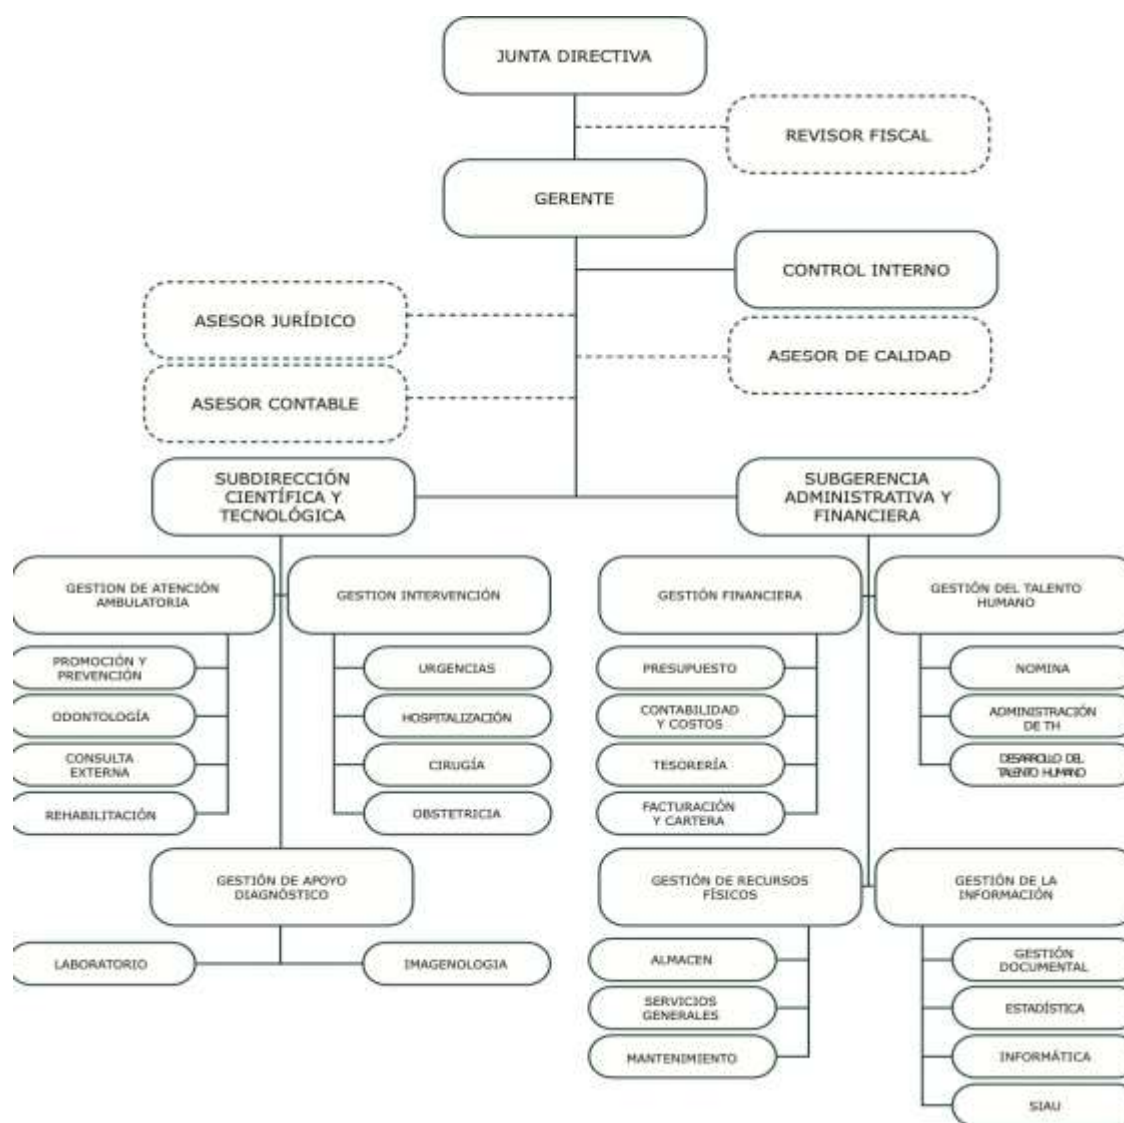 JUNTA DIRECTIVA
REVISOR FISCAL
GERENTE
CONTROL INTERNO
ASESOR JURÍDICO
ASESOR DE CALIDAD
ASESOR CONTABLE
SUBDIRECCIÓN
CIENTÍFICA Y
TECNOLÓGICA
SUBGERENCIA
ADMINISTRATIVA Y
FINANCIERA
GESTION DE ATENCIÓN
AMBULATORIA
GESTION INTERVENCIÓN
GESTIÓN FINANCIERA
GESTIÓN DEL TALENTO
HUMANO
PROMOCIÓN Y
PREVENCIÓN
URGENCIAS
PRESUPUESTO
NOMINA
ODONTOLOGÍA
HOSPITALIZACIÓN
CONTABILIDAD
Y COSTOS
ADMINISTRACIÓN
DE TH
CONSULTA
EXTERNA
CIRUGÍA
TESORERÍA
DESARROLLO DEL
TALENTO HUMANO
REHABILITACIÓN
OBSTETRICIA
FACTURACIÓN
Y CARTERA
GESTIÓN DE APOYO
DIAGNÓSTICO
GESTIÓN DE RECURSOS
FÍSICOS
GESTIÓN DE LA
INFORMACIÓN
LABORATORIO
IMAGENOLOGIA
ALMACEN
GESTIÓN
DOCUMENTAL
SERVICIOS
GENERALES
ESTADÍSTICA
MANTENIMIENTO
INFORMÁTICA
SIAU